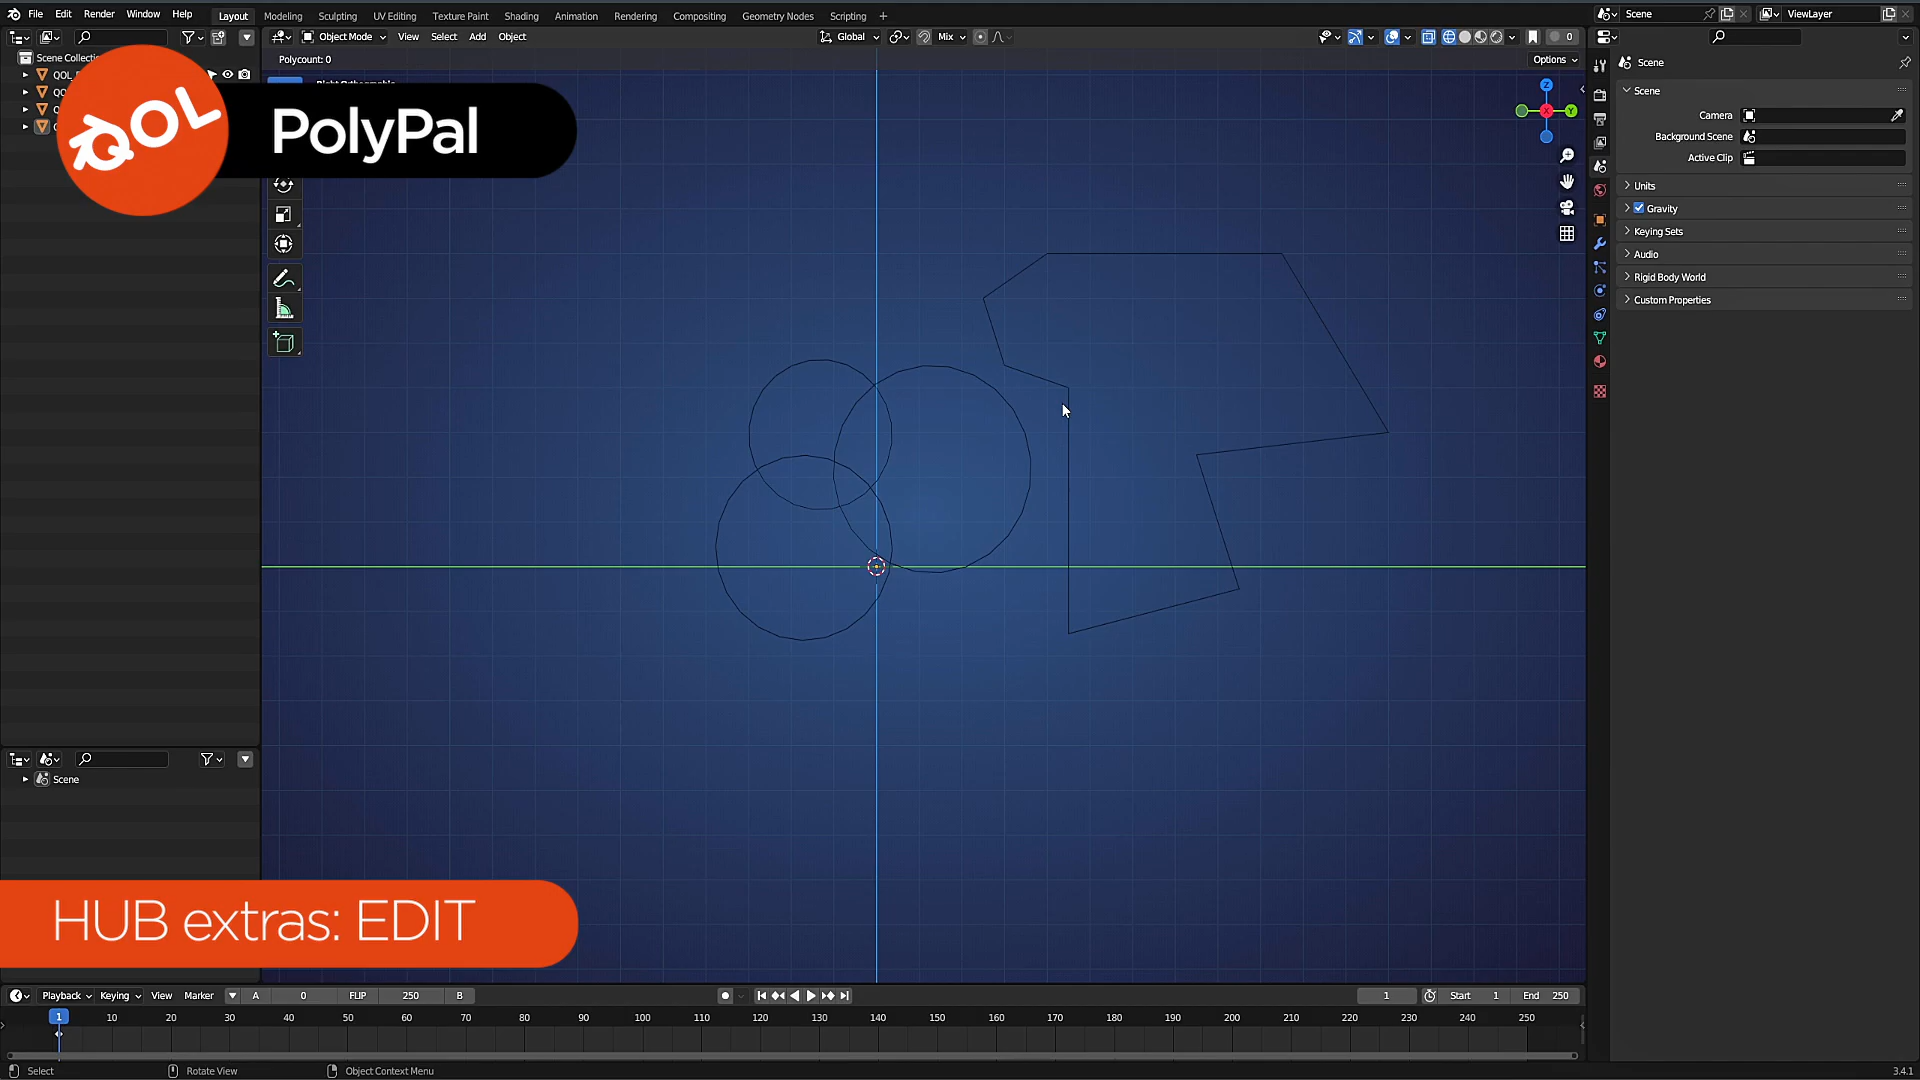 File Edit Render Window Help Layout Modeling Sculpting UV Editing Texture Paint Shading Animation Rendering Compositing Geometry Nodes Scripting + Scene ViewLayer
Object Mode View Select Add Object Global Mix 0
Scene Collectio
Polycount: 0 Options
QOL
QOL
PolyPal
Z
X
Y
Scene
Scene
Camera
Background Scene
Active Clip
Units
Gravity
Keying Sets
Audio
Rigid Body World
Custom Properties
Scene
HUB extras: EDIT
Playback Keying View Marker A 0 FLIP 250 B 1 Start 1 End 250
1 10 20 30 40 50 60 70 80 90 100 110 120 130 140 150 160 170 180 190 200 210 220 230 240 250
Select Rotate View Object Context Menu 3.4.1